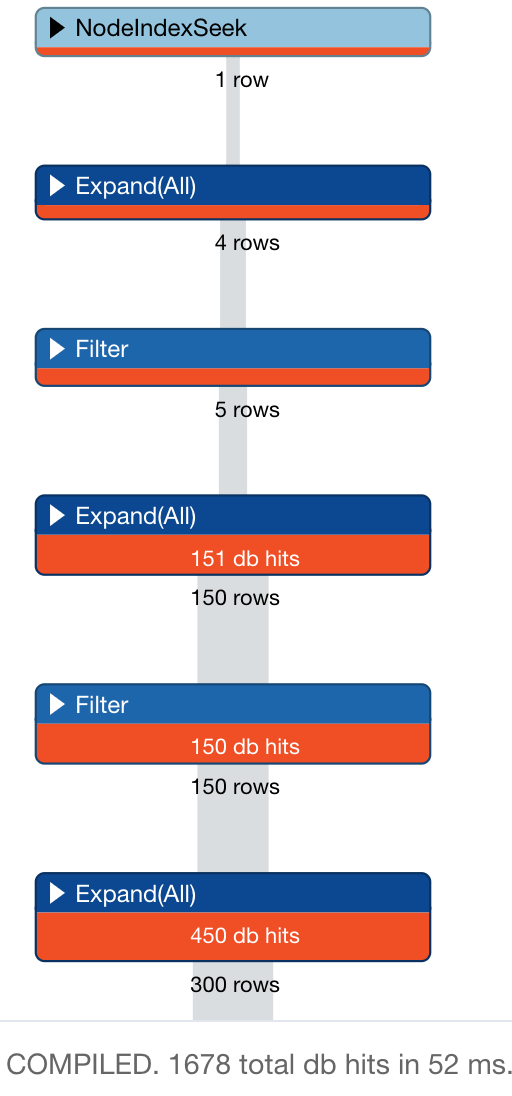 NodeIndexSeek
1 row
Expand(All)
4 rows
Filter
5 rows
Expand(All)
151 db hits
150 rows
Filter
150 db hits
150 rows
Expand(All)
450 db hits
300 rows
COMPILED. 1678 total db hits in 52 ms.